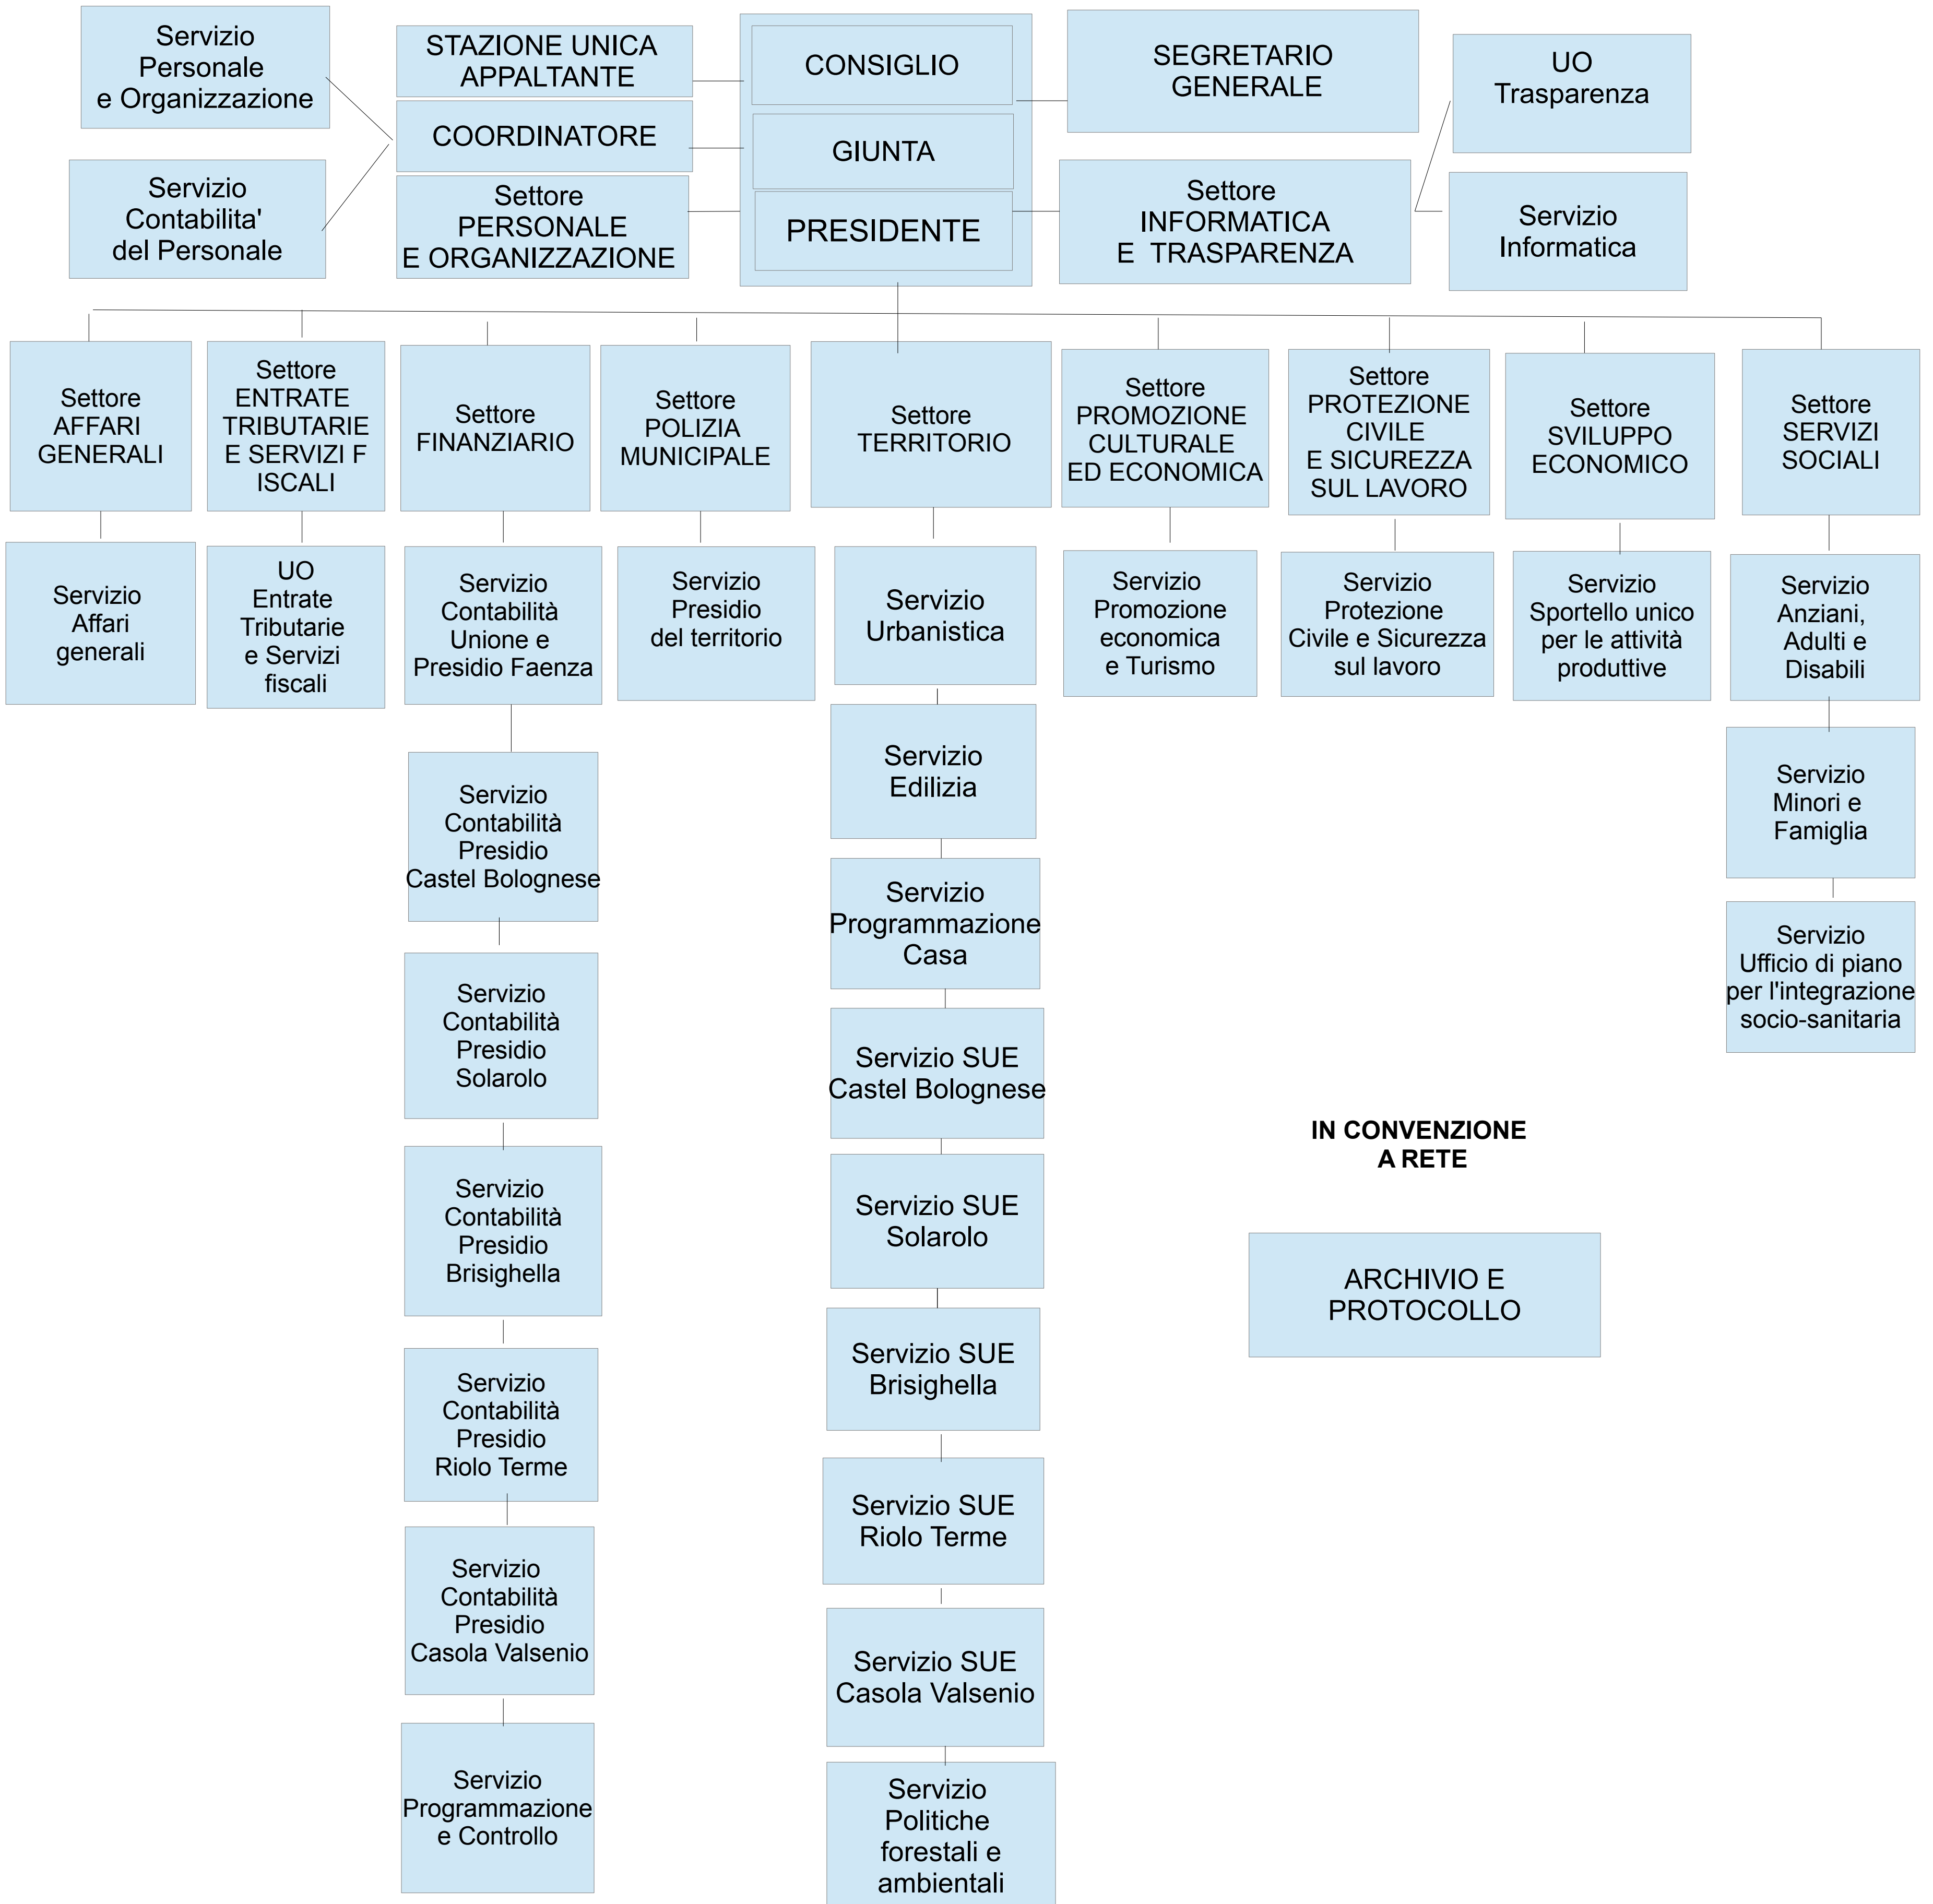 Servizio
Personale
e Organizzazione
STAZIONE UNICA
APPALTANTE
CONSIGLIO
SEGRETARIO
GENERALE
UO
Trasparenza
COORDINATORE
GIUNTA
Servizio
Contabilita'
del Personale
Settore
PERSONALE
E ORGANIZZAZIONE
PRESIDENTE
Settore
INFORMATICA
E TRASPARENZA
Servizio
Informatica
Settore
AFFARI
GENERALI
Settore
ENTRATE
TRIBUTARIE
E SERVIZI F
ISCALI
Settore
FINANZIARIO
Settore
POLIZIA
MUNICIPALE
Settore
TERRITORIO
Settore
PROMOZIONE
CULTURALE
ED ECONOMICA
Settore
PROTEZIONE
CIVILE
E SICUREZZA
SUL LAVORO
Settore
SVILUPPO
ECONOMICO
Settore
SERVIZI
SOCIALI
Servizio
Affari
generali
UO
Entrate
Tributarie
e Servizi
fiscali
Servizio
Contabilità
Unione e
Presidio Faenza
Servizio
Presidio
del territorio
Servizio
Urbanistica
Servizio
Promozione
economica
e Turismo
Servizio
Protezione
Civile e Sicurezza
sul lavoro
Servizio
Sportello unico
per le attività
produttive
Servizio
Anziani,
Adulti e
Disabili
Servizio
Contabilità
Presidio
Castel Bolognese
Servizio
Edilizia
Servizio
Minori e
Famiglia
Servizio
Programmazione
Casa
Servizio
Ufficio di piano
per l'integrazione
socio-sanitaria
Servizio
Contabilità
Presidio
Solarolo
Servizio SUE
Castel Bolognese
IN CONVENZIONE
A RETE
Servizio
Contabilità
Presidio
Brisighella
Servizio SUE
Solarolo
ARCHIVIO E
PROTOCOLLO
Servizio
Contabilità
Presidio
Riolo Terme
Servizio SUE
Brisighella
Servizio SUE
Riolo Terme
Servizio
Contabilità
Presidio
Casola Valsenio
Servizio SUE
Casola Valsenio
Servizio
Programmazione
e Controllo
Servizio
Politiche
forestali e
ambientali